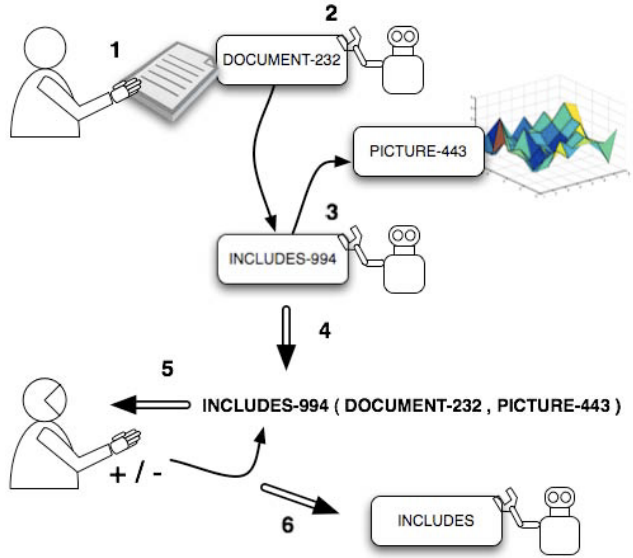 1
2
DOCUMENT-232
PICTURE-443
3
INCLUDES-994
4
5
INCLUDES-994 ( DOCUMENT-232 , PICTURE-443 )
+ / -
6
INCLUDES